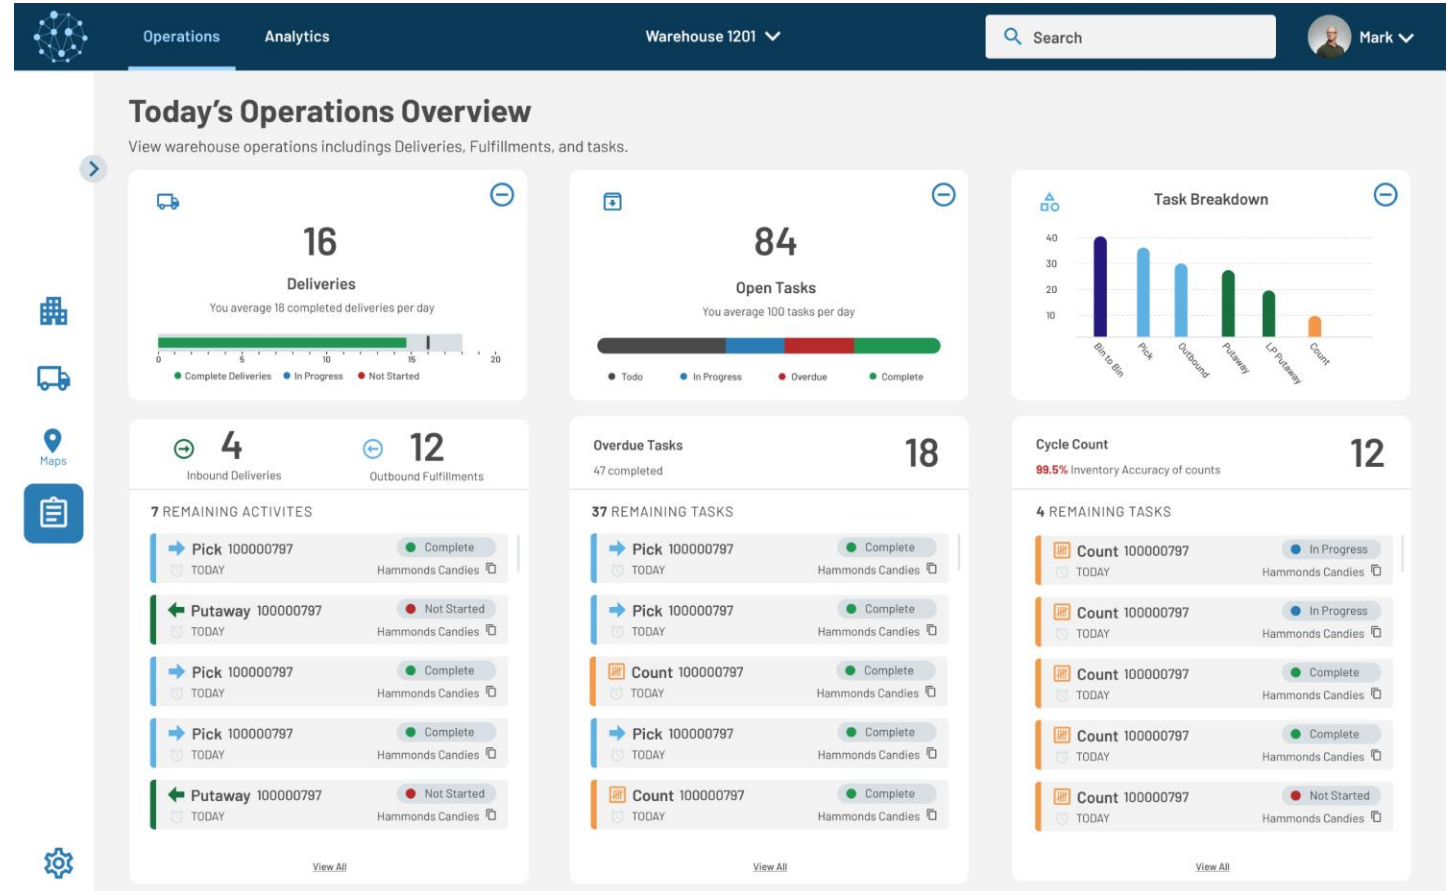 Operations
Analytics
Warehouse 1201
Search
Mark
Today's Operations Overview
View warehouse operations includings Deliveries, Fulfillments, and tasks.
Maps
16
Deliveries
You average 18 completed deliveries per day
0 5 10 15 20
Complete Deliveries In Progress Not Started
84
Open Tasks
You average 100 tasks per day
Todo In Progress Overdue Complete
Task Breakdown
40
30
20
10
Bin to Bin
Pick
Outbound
Putaway
LP Putaway
Count
4
Inbound Deliveries
12
Outbound Fulfillments
7 REMAINING ACTIVITES
Pick 100000797 Complete
TODAY Hammonds Candies
Putaway 100000797 Not Started
TODAY Hammonds Candies
Pick 100000797 Complete
TODAY Hammonds Candies
Pick 100000797 Complete
TODAY Hammonds Candies
Putaway 100000797 Not Started
TODAY Hammonds Candies
View All
Overdue Tasks
47 completed
18
37 REMAINING TASKS
Pick 100000797 Complete
TODAY Hammonds Candies
Pick 100000797 Complete
TODAY Hammonds Candies
Count 100000797 Complete
TODAY Hammonds Candies
Pick 100000797 Complete
TODAY Hammonds Candies
Count 100000797 Complete
TODAY Hammonds Candies
View All
Cycle Count
99.5% Inventory Accuracy of counts
12
4 REMAINING TASKS
Count 100000797 In Progress
TODAY Hammonds Candies
Count 100000797 In Progress
TODAY Hammonds Candies
Count 100000797 Complete
TODAY Hammonds Candies
Count 100000797 Complete
TODAY Hammonds Candies
Count 100000797 Not Started
TODAY Hammonds Candies
View All